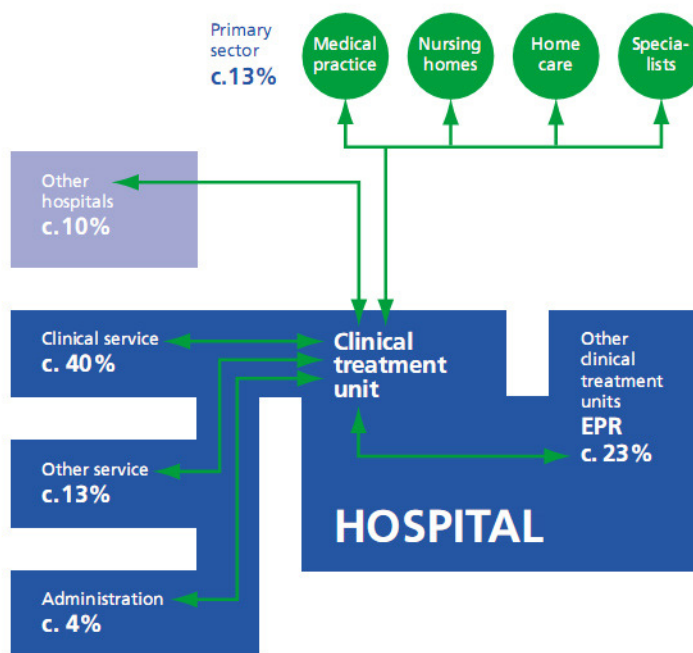 Primary
sector
c.13%
Medical
practice
Nursing
homes
Home
care
Specia-
lists
Other
hospitals
c.10%
Clinical service
c. 40%
Clinical
treatment
unit
Other
clinical
treatment
units
EPR
c. 23%
Other service
c.13%
HOSPITAL
Administration
c. 4%